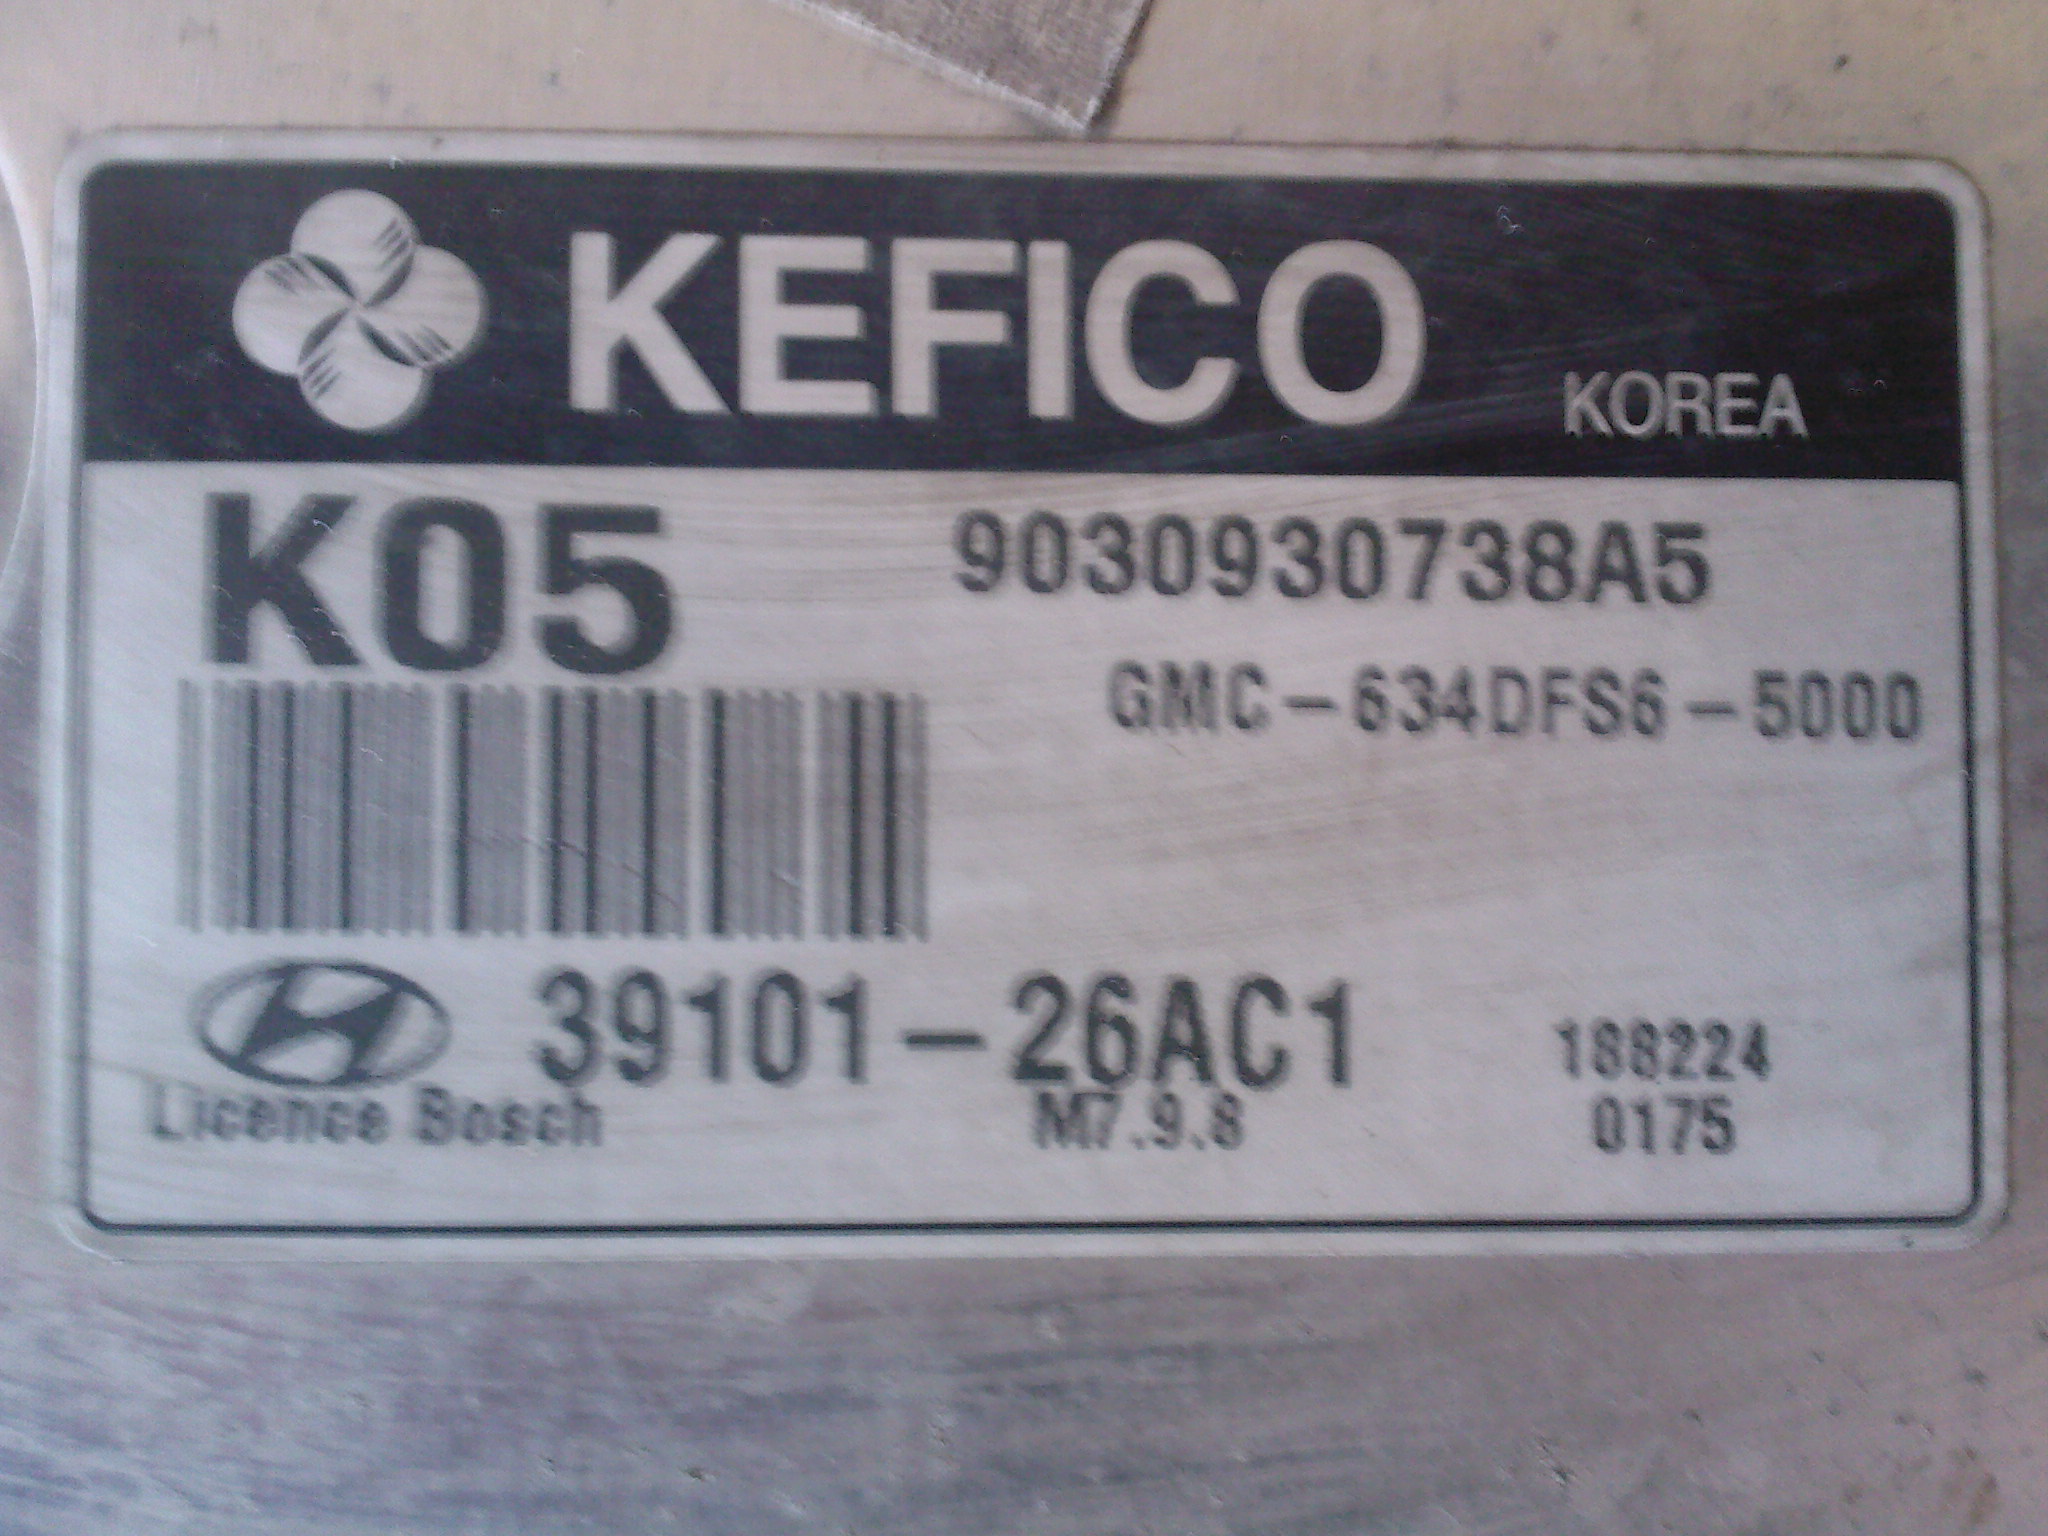 KEFICO KOREA
K05 9030930738A5
GMC-634DFS6-5000
39101-26AC1 188224
Licence Bosch M7.9.8 0175